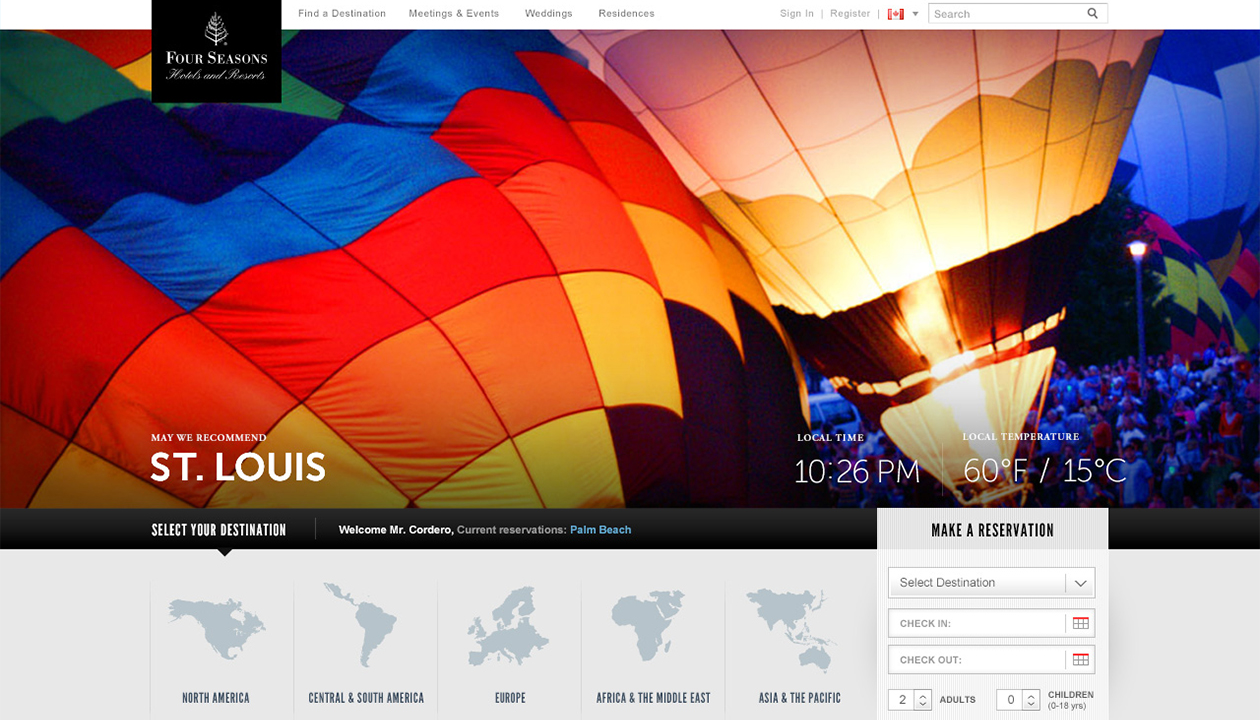 Find a Destination
Meetings & Events
Weddings
Residences
Sign In | Register |
Search
FOUR SEASONS
Hotels and Resorts
MAY WE RECOMMEND
ST. LOUIS
LOCAL TIME
10:26 PM
LOCAL TEMPERATURE
60°F / 15°C
SELECT YOUR DESTINATION
Welcome Mr. Cordero, Current reservations: Palm Beach
MAKE A RESERVATION
Select Destination
CHECK IN:
CHECK OUT:
2 ADULTS
0 CHILDREN
(0-18 yrs)
NORTH AMERICA
CENTRAL & SOUTH AMERICA
EUROPE
AFRICA & THE MIDDLE EAST
ASIA & THE PACIFIC